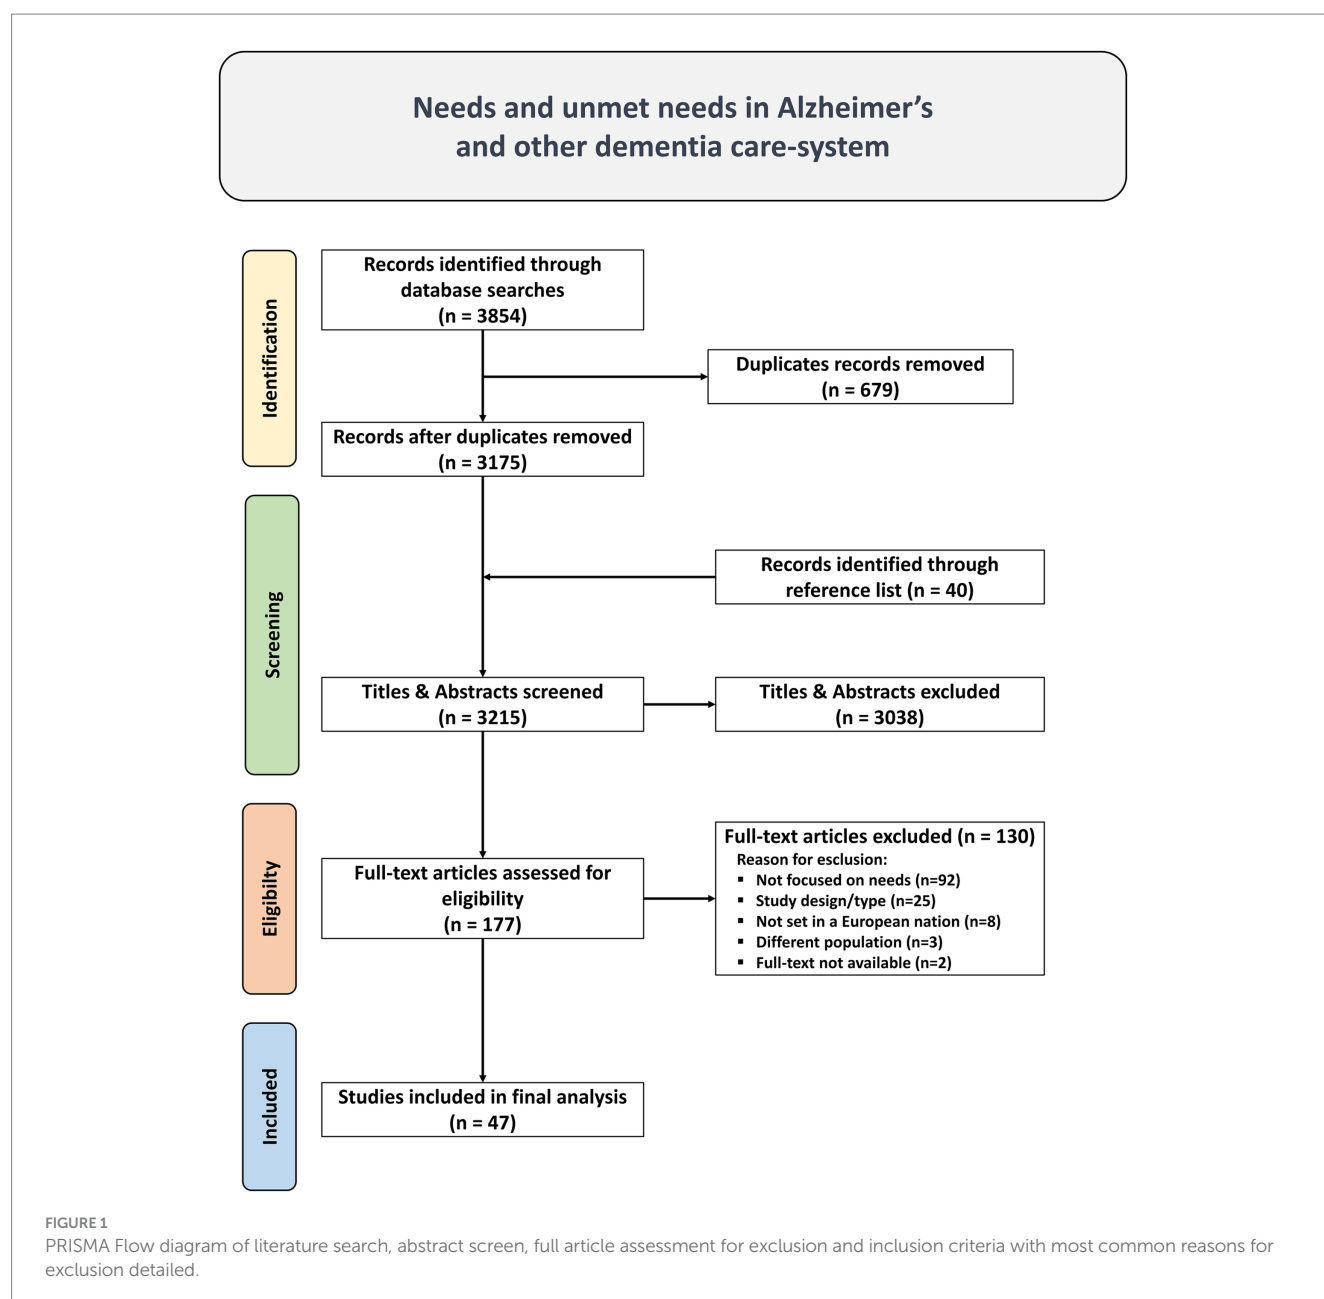 Needs and unmet needs in Alzheimer’s
and other dementia care-system
Identification
Records identified through
database searches
(n = 3854)
Duplicates records removed
(n = 679)
Records after duplicates removed
(n = 3175)
Screening
Records identified through
reference list (n = 40)
Titles & Abstracts screened
(n = 3215)
Titles & Abstracts excluded
(n = 3038)
Eligibilty
Full-text articles assessed for
eligibility
(n = 177)
Full-text articles excluded (n = 130)
Reason for esclusion:
▪ Not focused on needs (n=92)
▪ Study design/type (n=25)
▪ Not set in a European nation (n=8)
▪ Different population (n=3)
▪ Full-text not available (n=2)
Included
Studies included in final analysis
(n = 47)
FIGURE 1
PRISMA Flow diagram of literature search, abstract screen, full article assessment for exclusion and inclusion criteria with most common reasons for
exclusion detailed.